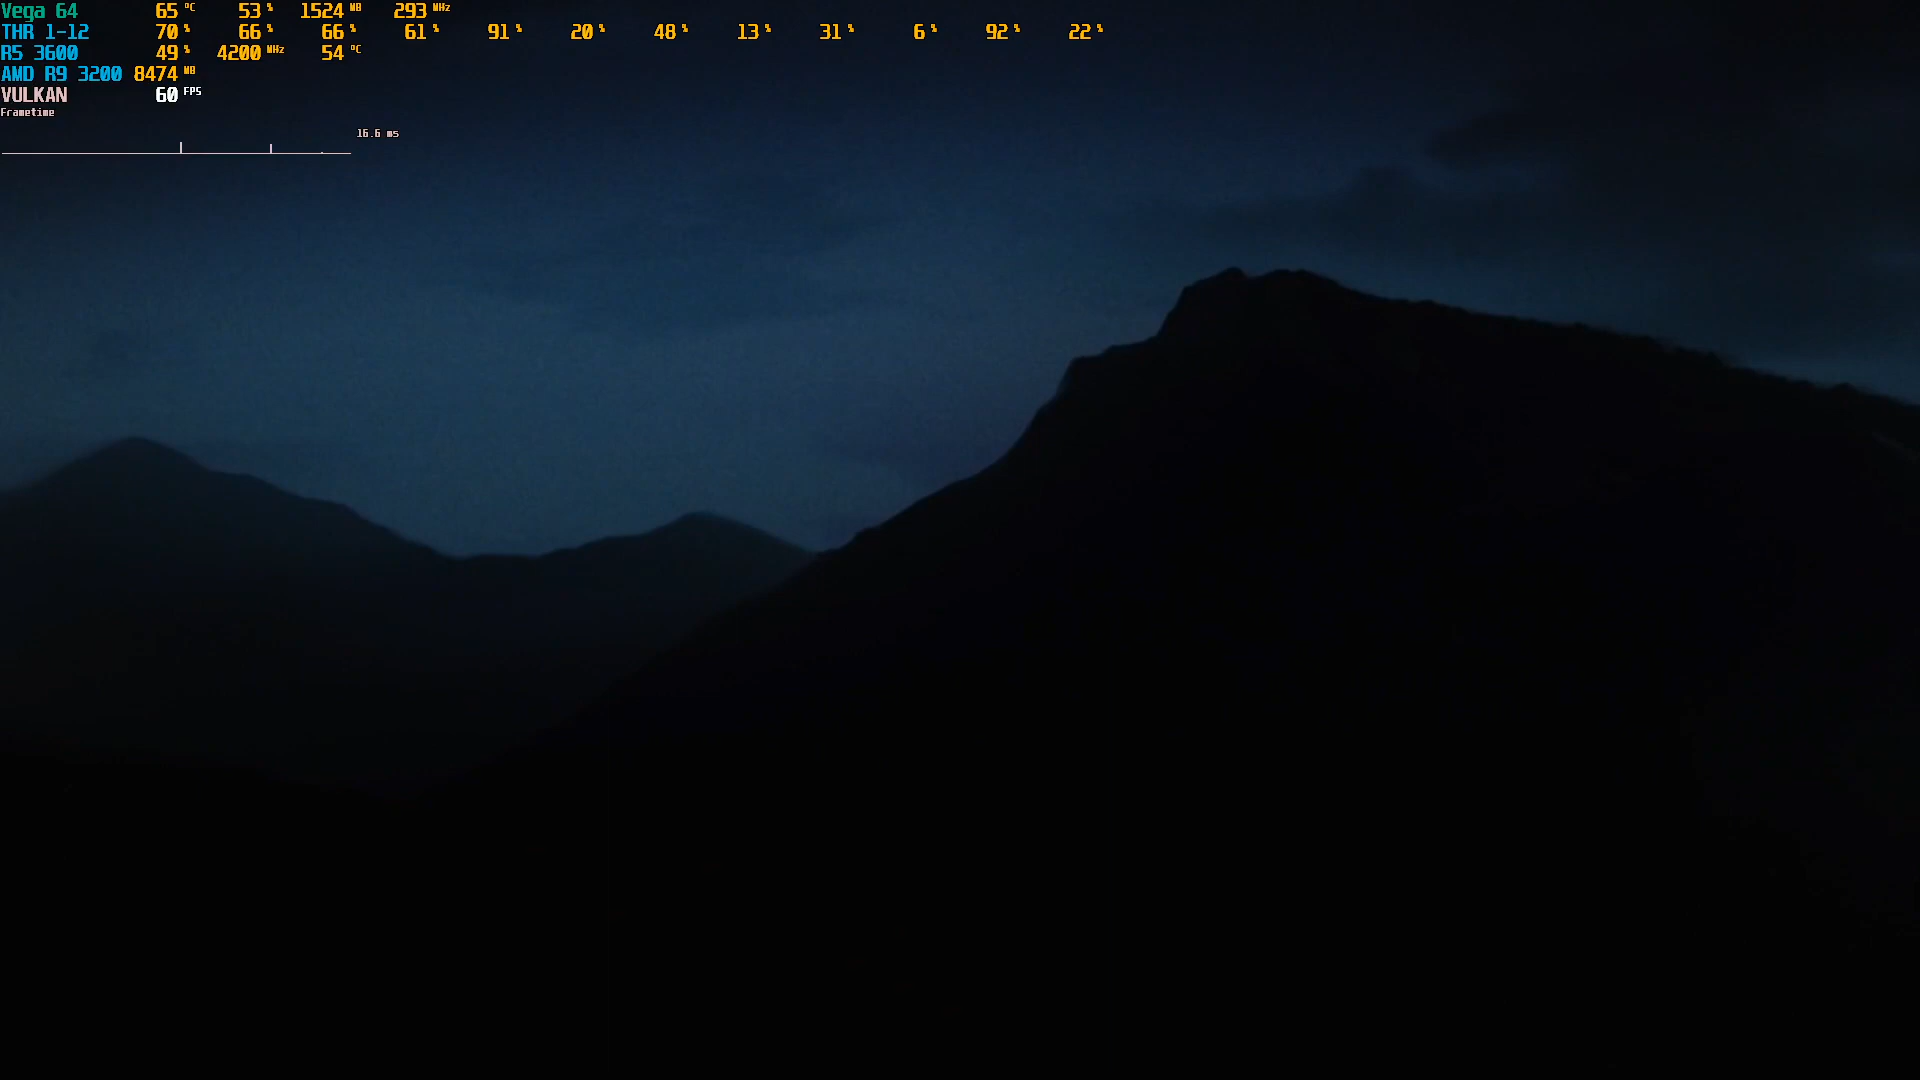 Vega 64 65 °C 53 % 1524 MB 293 MHz
THR 1-12 70 % 66 % 66 % 61 % 91 % 20 % 48 % 13 % 31 % 6 % 92 % 22 %
R5 3600 49 % 4200 MHz 54 °C
AMD R9 3200 8474 MB
VULKAN 60 FPS
Frametime
16.6 ms